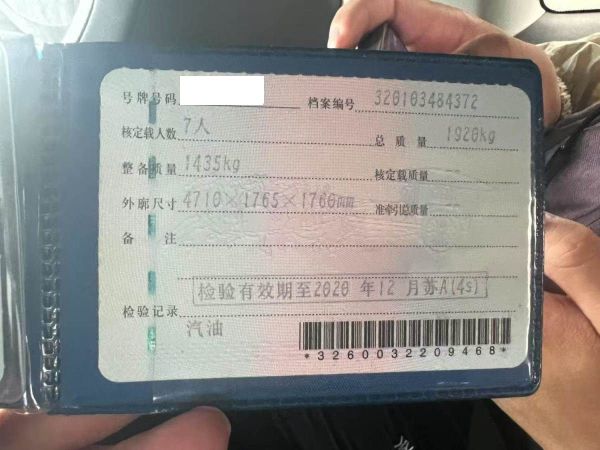 号牌号码 档案编号 320103484372
核定载人数 7人 总质量 1920kg
整备质量 1435kg 核定载质量 --
外廓尺寸 4710×1765×1760mm 准牵引总质量 --
备注
检验有效期至2020年12月苏A(4s)
检验记录
汽油
*3260032209468*